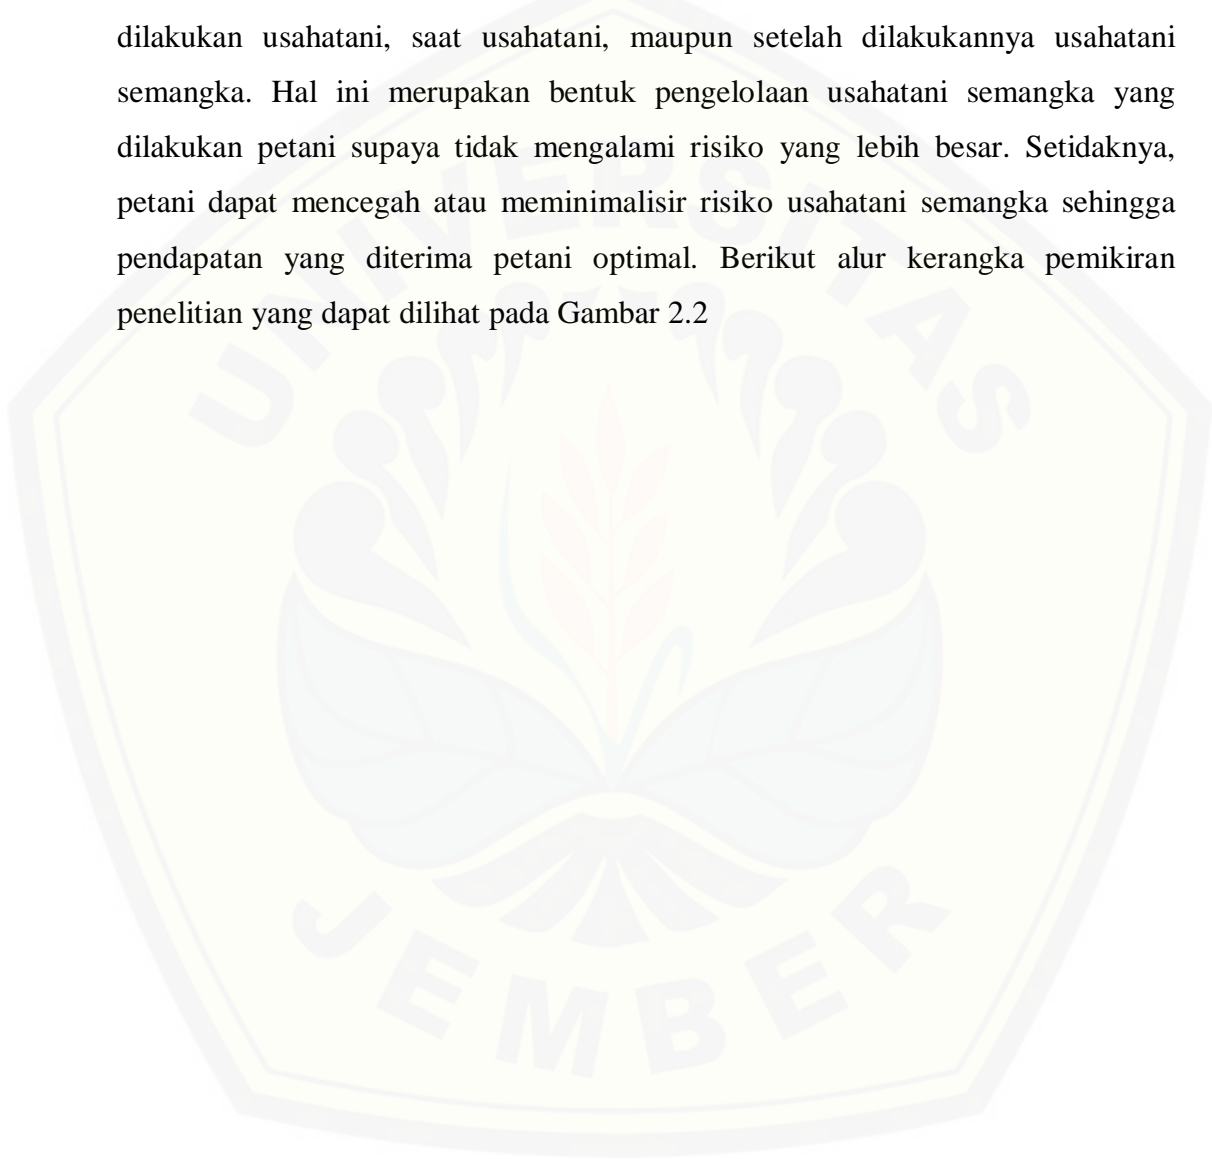 dilakukan usahatani, saat usahatani, maupun setelah dilakukannya usahatani
semangka. Hal ini merupakan bentuk pengelolaan usahatani semangka yang
dilakukan petani supaya tidak mengalami risiko yang lebih besar. Setidaknya,
petani dapat mencegah atau meminimalisir risiko usahatani semangka sehingga
pendapatan yang diterima petani optimal. Berikut alur kerangka pemikiran
penelitian yang dapat dilihat pada Gambar 2.2
UNIVERSITAS
JEMBER